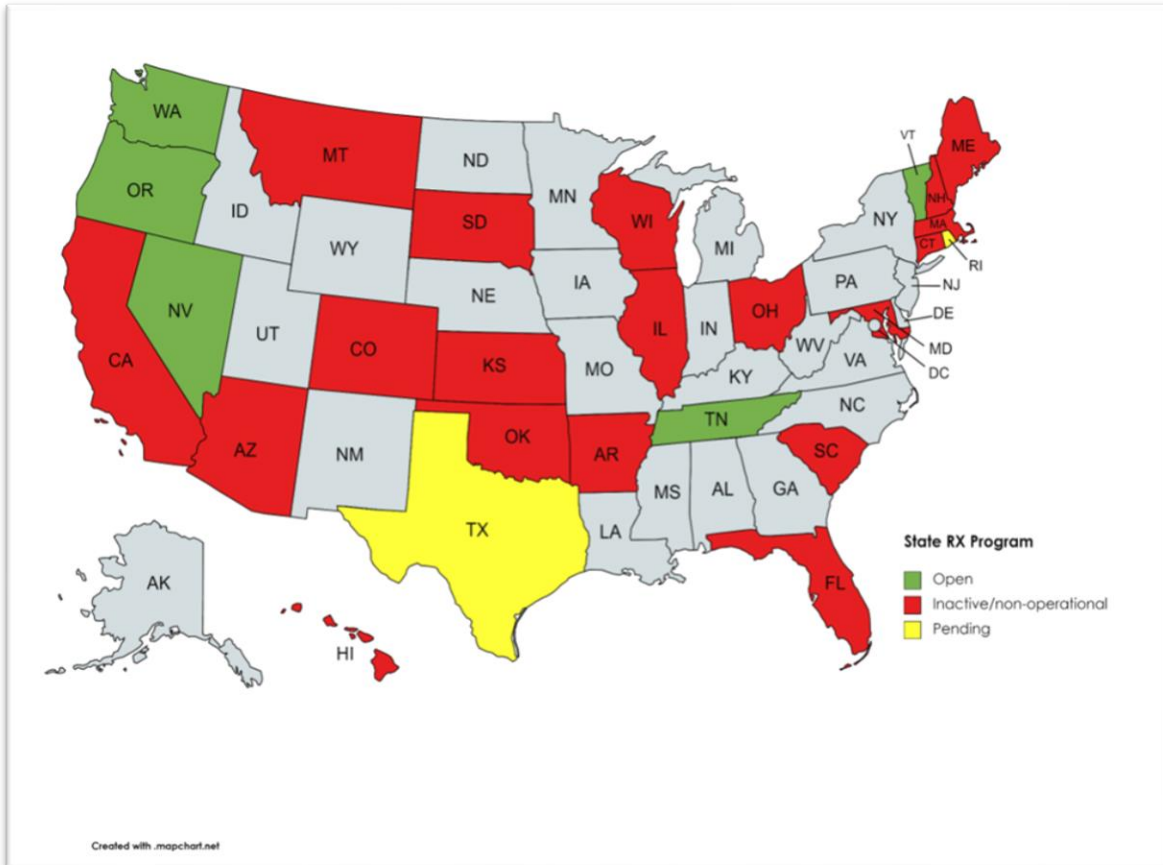 WA
MT
ND
MN
VT
ME
OR
ID
SD
WI
NH
NY
MA
WY
MI
CT
RI
IA
PA
NJ
NE
NV
UT
IL
IN
OH
DE
CO
WV
MD
CA
KS
MO
VA
DC
KY
NC
AZ
NM
OK
TN
AR
SC
MS
AL
GA
TX
LA
State RX Program
AK
Open
FL
Inactive/non-operational
Pending
HI
Created with .mapchart.net